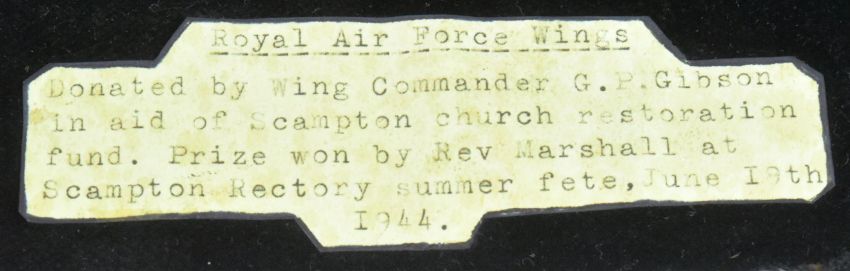 Royal Air Force Wings
Donated by Wing Commander G.P.Gibson
in aid of Scampton church restoration
fund. Prize won by Rev Marshall at
Scampton Rectory summer fete,June 19th
1944.